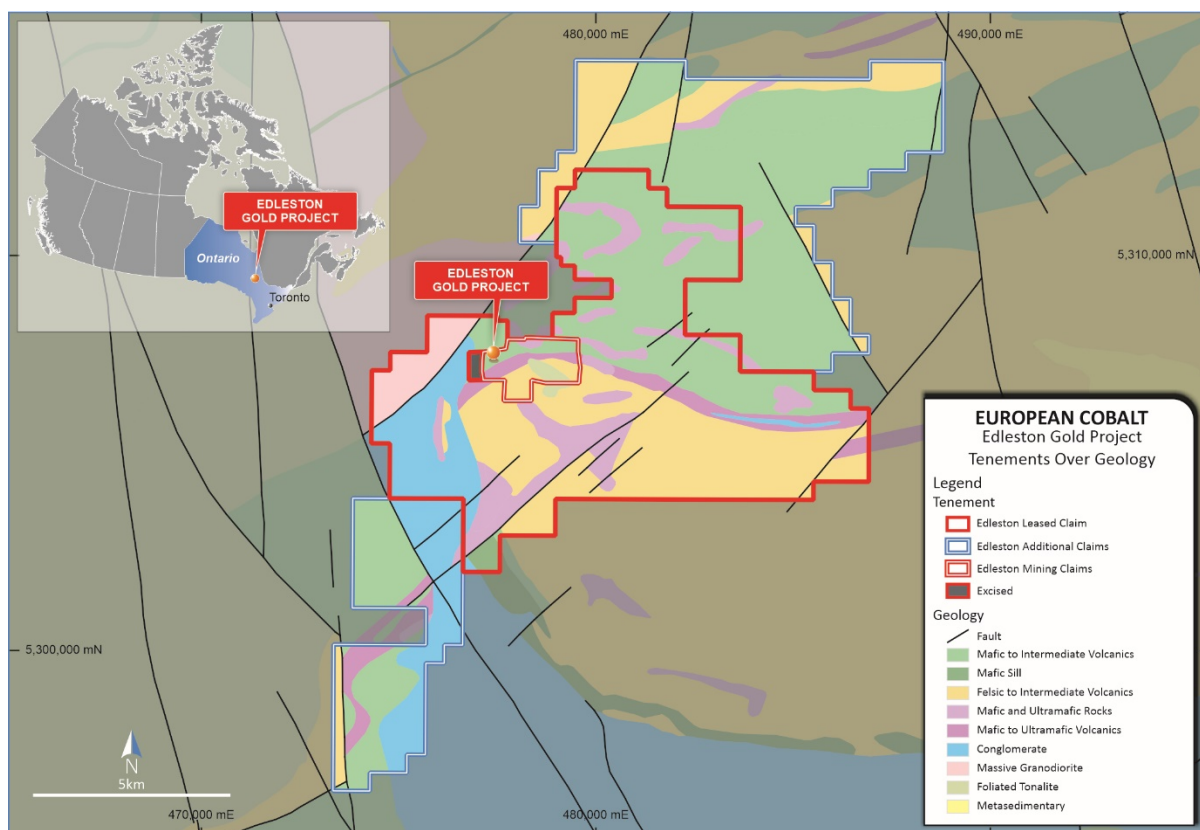 480,000 mE
490,000 mE
EDLESTON
GOLD PROJECT
Ontario
Toronto
5,310,000 mN
EDLESTON
GOLD PROJECT
EUROPEAN COBALT
Edleston Gold Project
Tenements Over Geology
Legend
Tenement
Edleston Leased Claim
Edleston Additional Claims
Edleston Mining Claims
Excised
Geology
Fault
Mafic to Intermediate Volcanics
Mafic Sill
Felsic to Intermediate Volcanics
Mafic and Ultramafic Rocks
Mafic to Ultramafic Volcanics
Conglomerate
Massive Granodiorite
Foliated Tonalite
Metasedimentary
5,300,000 mN
N
5km
470,000 mE
480,000 mE